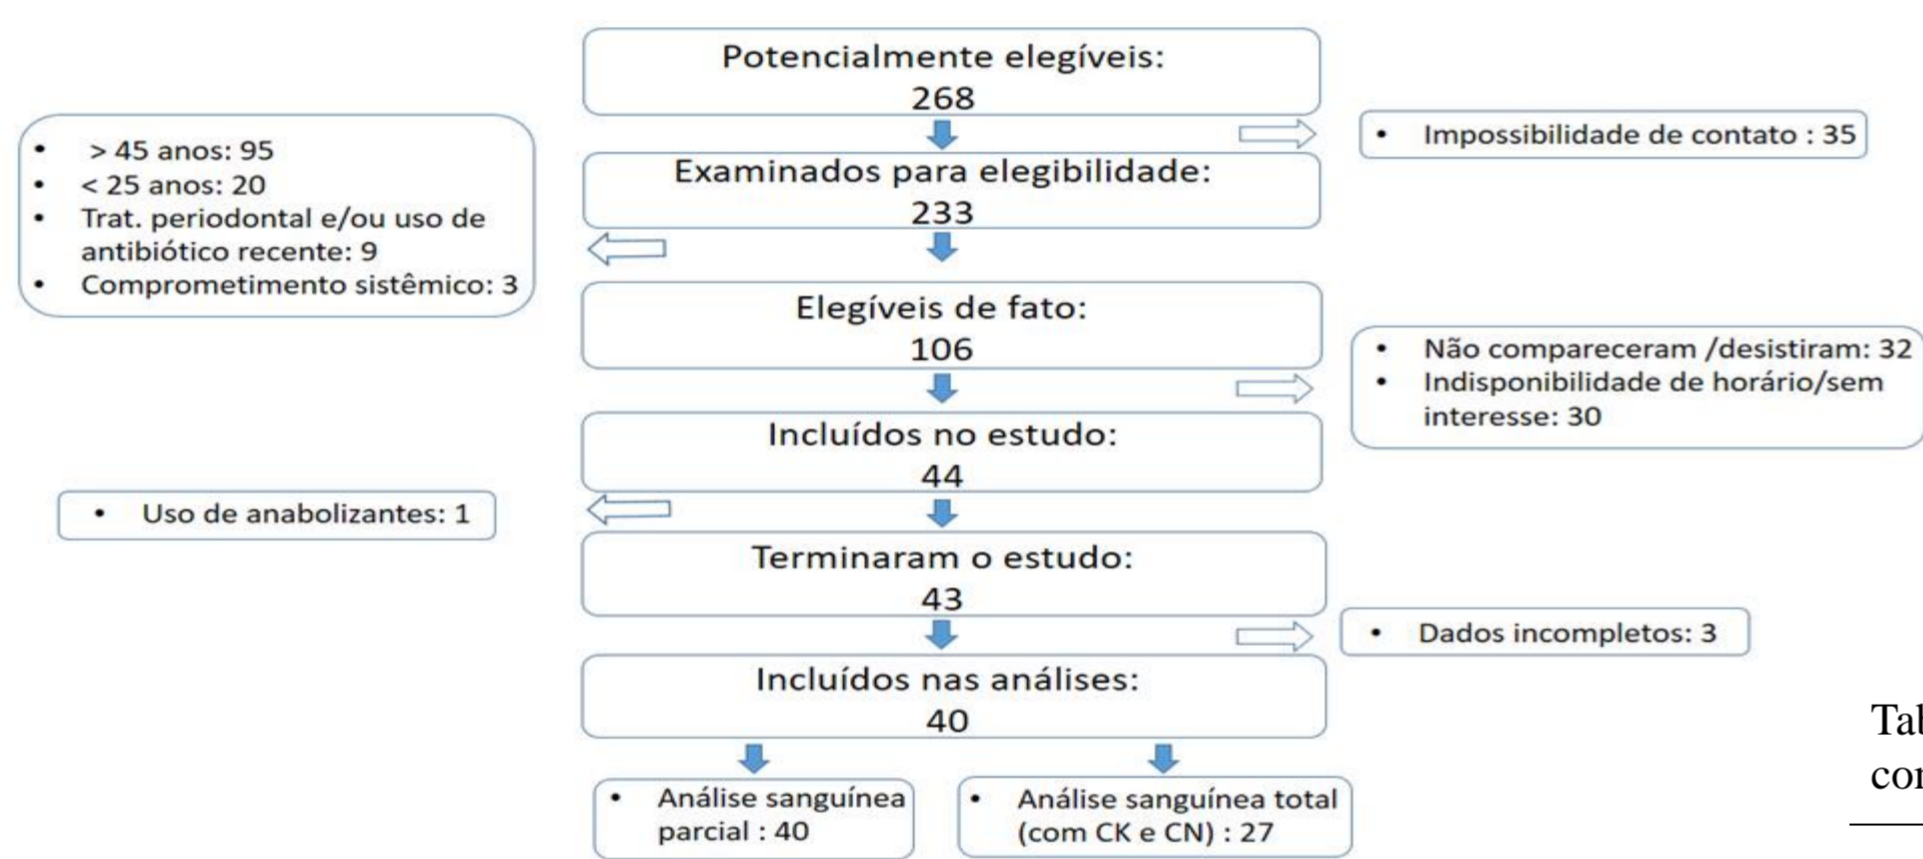 Potencialmente elegíveis:
268
• Impossibilidade de contato : 35
Examinados para elegibilidade:
233
• > 45 anos: 95
• < 25 anos: 20
• Trat. periodontal e/ou uso de
antibiótico recente: 9
• Comprometimento sistêmico: 3
Elegíveis de fato:
106
• Não compareceram /desistiram: 32
• Indisponibilidade de horário/sem
interesse: 30
Incluídos no estudo:
44
• Uso de anabolizantes: 1
Terminaram o estudo:
43
• Dados incompletos: 3
Incluídos nas análises:
40
• Análise sanguínea
parcial : 40
• Análise sanguínea total
(com CK e CN) : 27